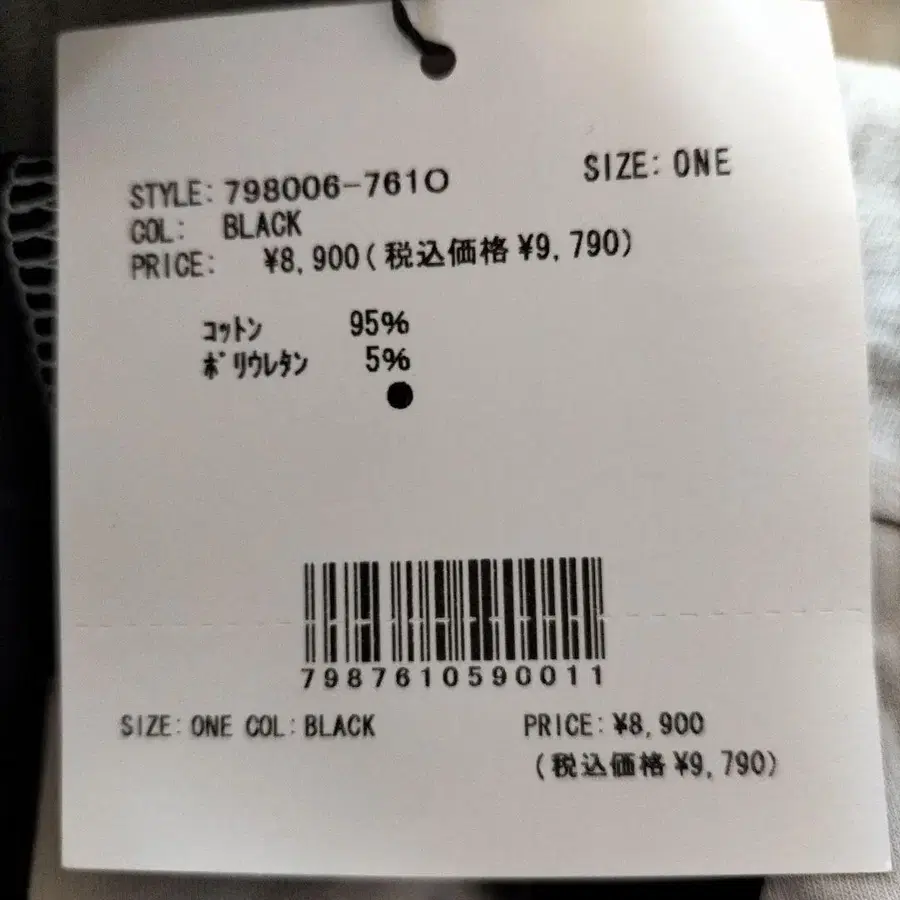 SIZE: ONE
STYLE: 798006-7610
COL: BLACK
PRICE: ¥8,900(税込価格¥9,790)
ｺｯﾄﾝ 95%
ﾎﾟﾘｳﾚﾀﾝ 5%
7987610590011
SIZE: ONE COL: BLACK PRICE: ¥8,900
(税込価格¥9,790)